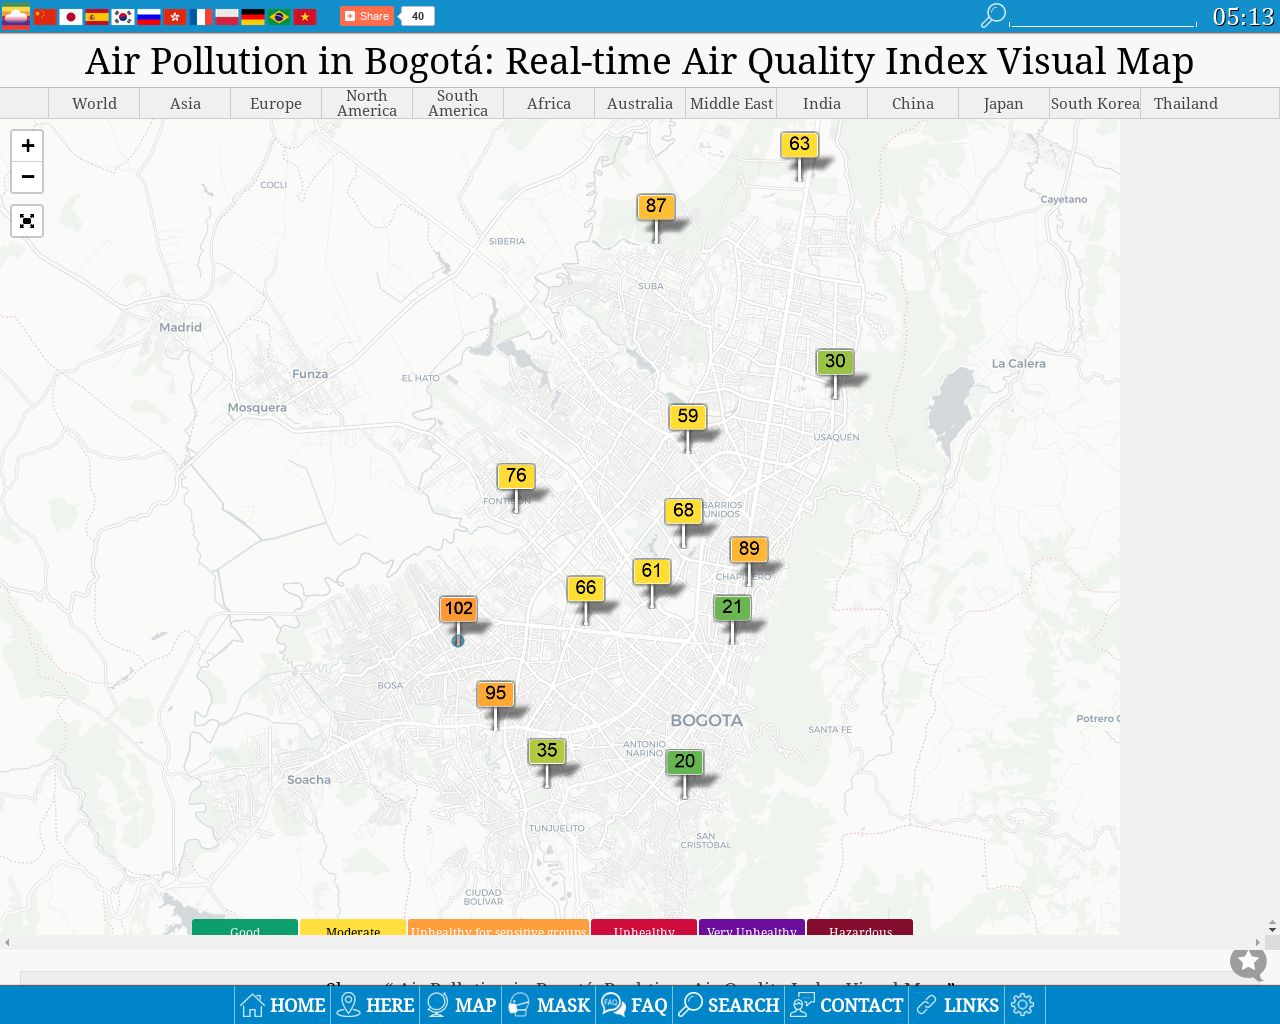 Share 40
05:13
Air Pollution in Bogotá: Real-time Air Quality Index Visual Map
World Asia Europe North America South America Africa Australia Middle East India China Japan South Korea Thailand
+
−
63
COCLI
87
Cayetano
SIBERIA
SUBA
Madrid
30
La Calera
Funza
EL HATO
Mosquera
59
USAQUÉN
76
FONTIBÓN
68
BARRIOS
UNIDOS
89
61
CHAPINERO
66
21
102
BOSA
95
BOGOTA
Potrero G
SANTA FE
35
ANTONIO
NARIÑO
20
Soacha
TUNJUELITO
SAN
CRISTÓBAL
CIUDAD
BOLÍVAR
Good Moderate Unhealthy for sensitive groups Unhealthy Very Unhealthy Hazardous
HOME HERE MAP MASK FAQ FAQ SEARCH CONTACT LINKS